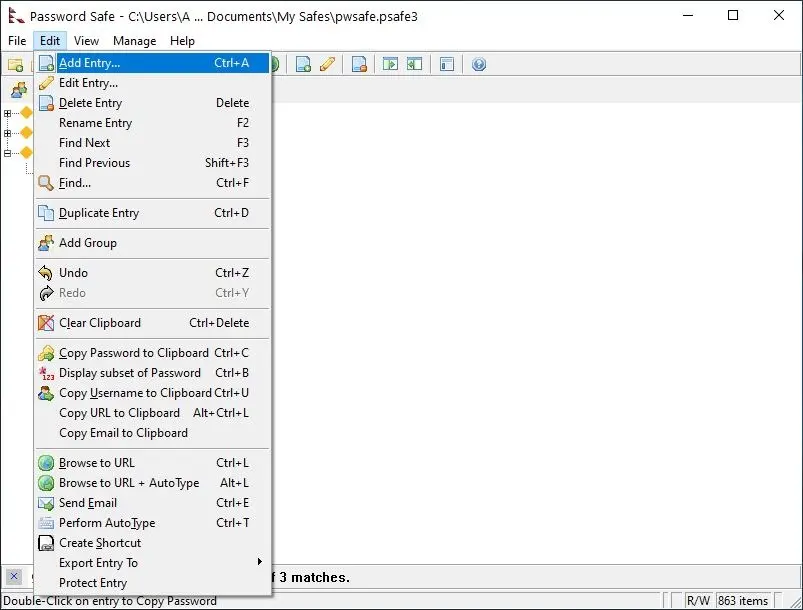 Password Safe - C:\Users\A ... Documents\My Safes\pwsafe.psafe3
File Edit View Manage Help
Add Entry... Ctrl+A
Edit Entry...
Delete Entry Delete
Rename Entry F2
Find Next F3
Find Previous Shift+F3
Find... Ctrl+F
Duplicate Entry Ctrl+D
Add Group
Undo Ctrl+Z
Redo Ctrl+Y
Clear Clipboard Ctrl+Delete
Copy Password to Clipboard Ctrl+C
Display subset of Password Ctrl+B
Copy Username to Clipboard Ctrl+U
Copy URL to Clipboard Alt+Ctrl+L
Copy Email to Clipboard
Browse to URL Ctrl+L
Browse to URL + AutoType Alt+L
Send Email Ctrl+E
Perform AutoType Ctrl+T
Create Shortcut
Export Entry To
Protect Entry
3 matches.
Double-Click on entry to Copy Password R/W 863 items